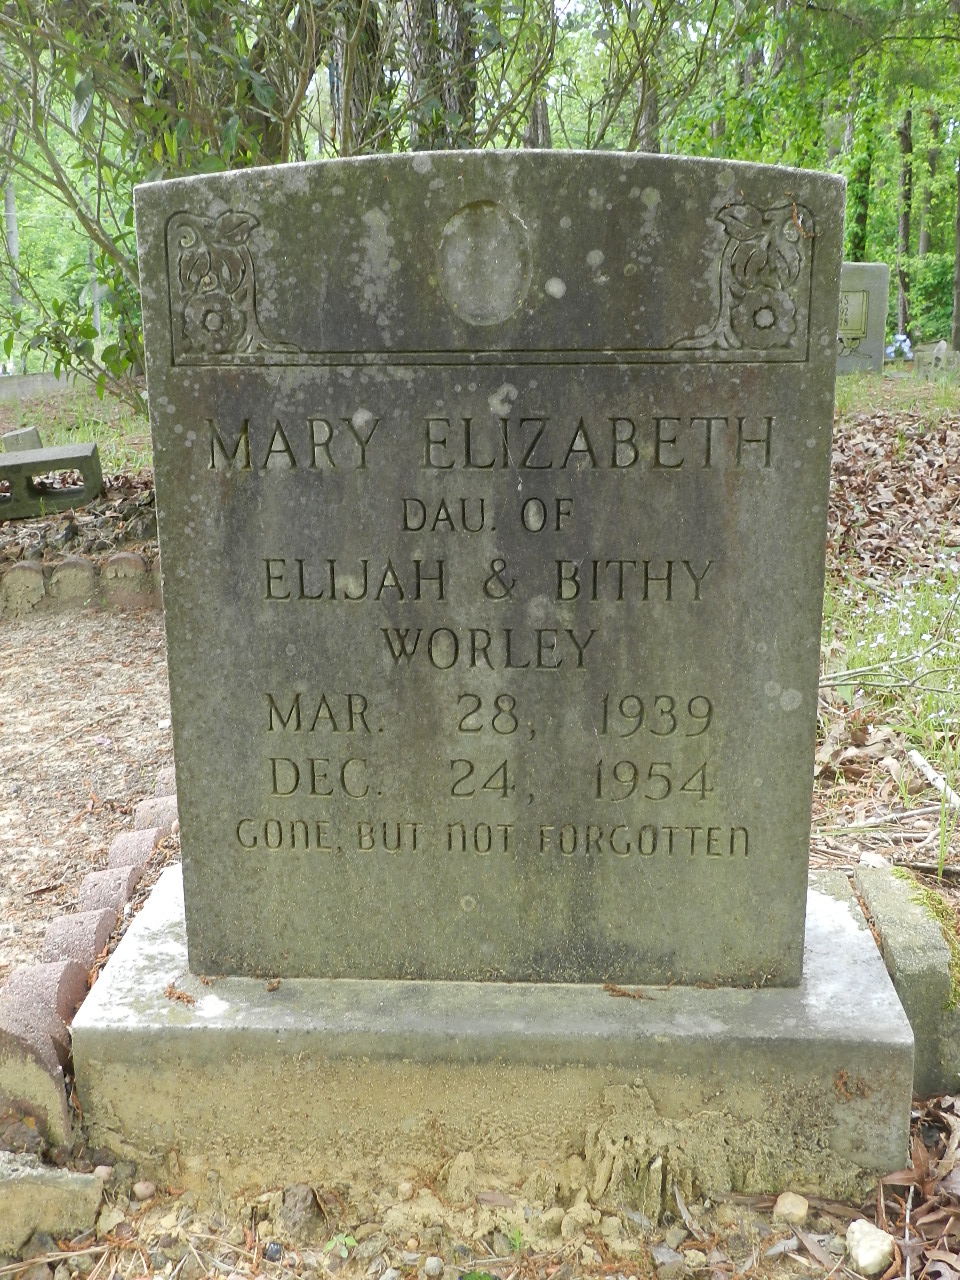 MARY ELIZABETH
DAU. OF
ELIJAH & BITHY
WORLEY
MAR. 28, 1939
DEC. 24, 1954
GONE, BUT NOT FORGOTTEN